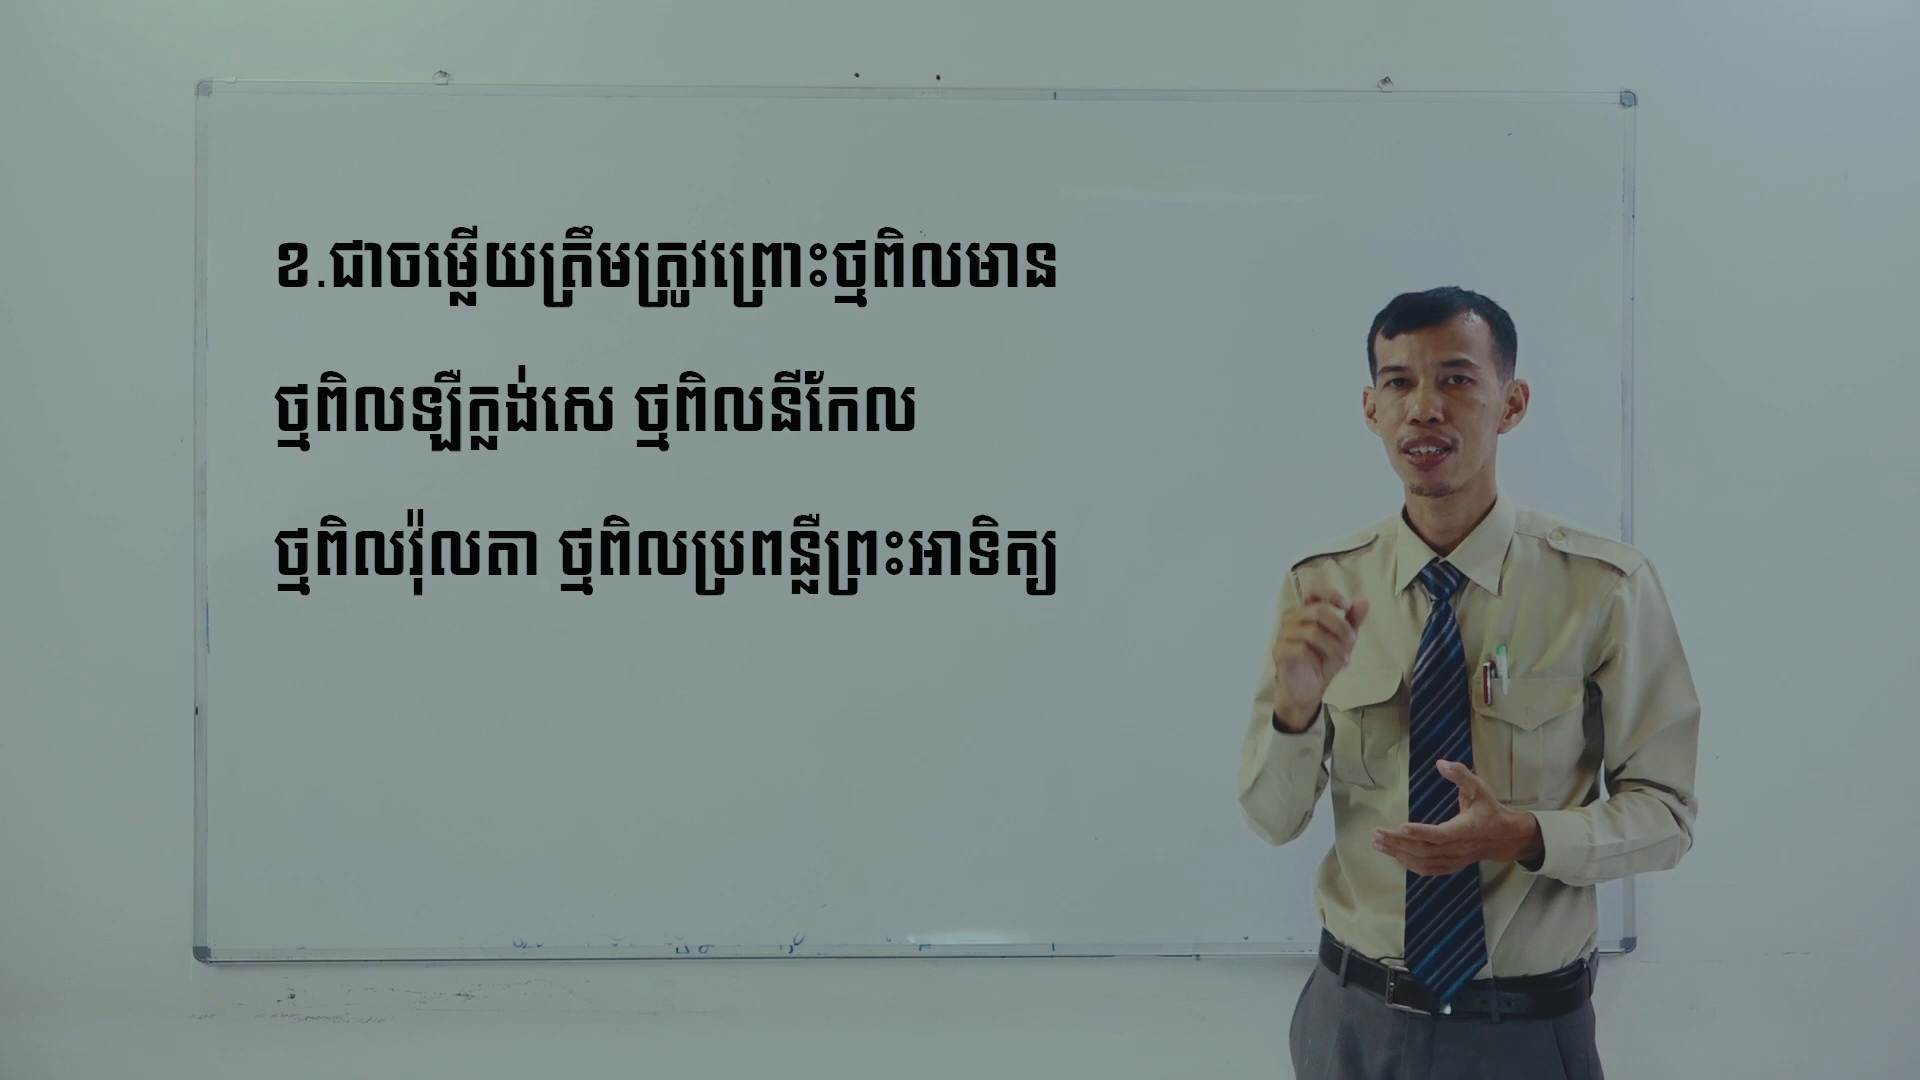 ខ.ជាចម្លើយត្រឹមត្រូវព្រោះថ្មពិលមាន
ថ្មពិលឡឺក្លង់សេ ថ្មពិលនីកែល
ថ្មពិលវ៉ុលតា ថ្មពិលប្រពន្លឺព្រះអាទិត្យ